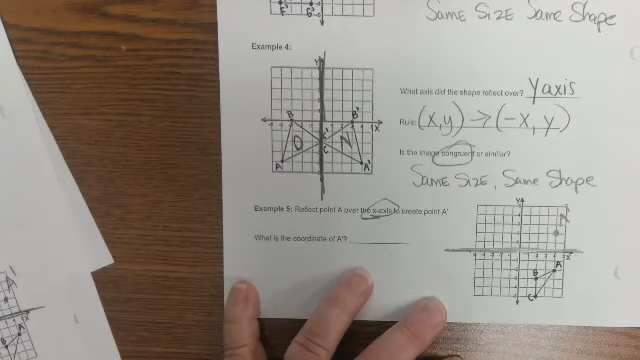 Same Size Same Shape
Example 4:
What axis did the shape reflect over? y axis
Rule: (x,y) -> (-x, y)
Is the image congruent or similar?
Same Size, Same Shape
Example 5: Reflect point A over the x-axis to create point A'
What is the coordinate of A'?
Y
B
B'
X
O
N
C
A
A'
Y
X
A
B
C